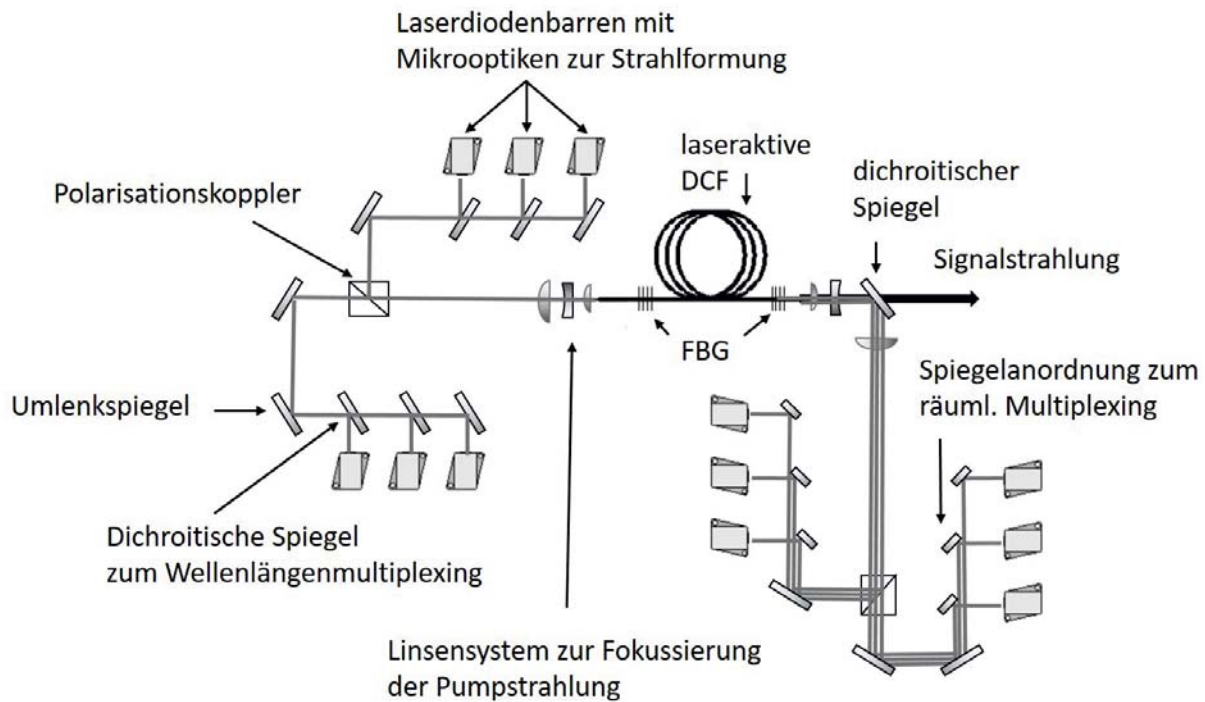 Laserdiodenbarren mit
Mikrooptiken zur Strahlformung
laseraktive
DCF
dichroitischer
Spiegel
Polarisationskoppler
Signalstrahlung
FBG
Umlenkspiegel
Spiegelanordnung zum
räuml. Multiplexing
Dichroitische Spiegel
zum Wellenlängenmultiplexing
Linsensystem zur Fokussierung
der Pumpstrahlung